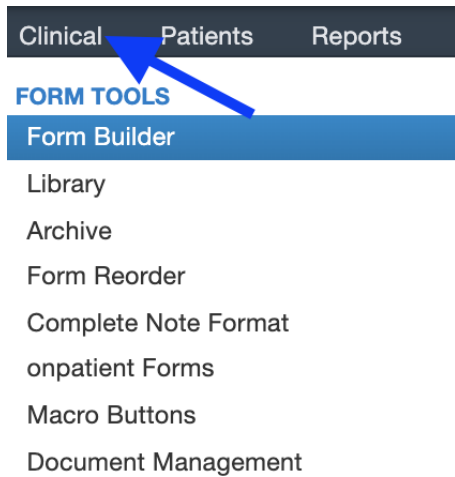 Clinical Patients Reports
FORM TOOLS
Form Builder
Library
Archive
Form Reorder
Complete Note Format
onpatient Forms
Macro Buttons
Document Management